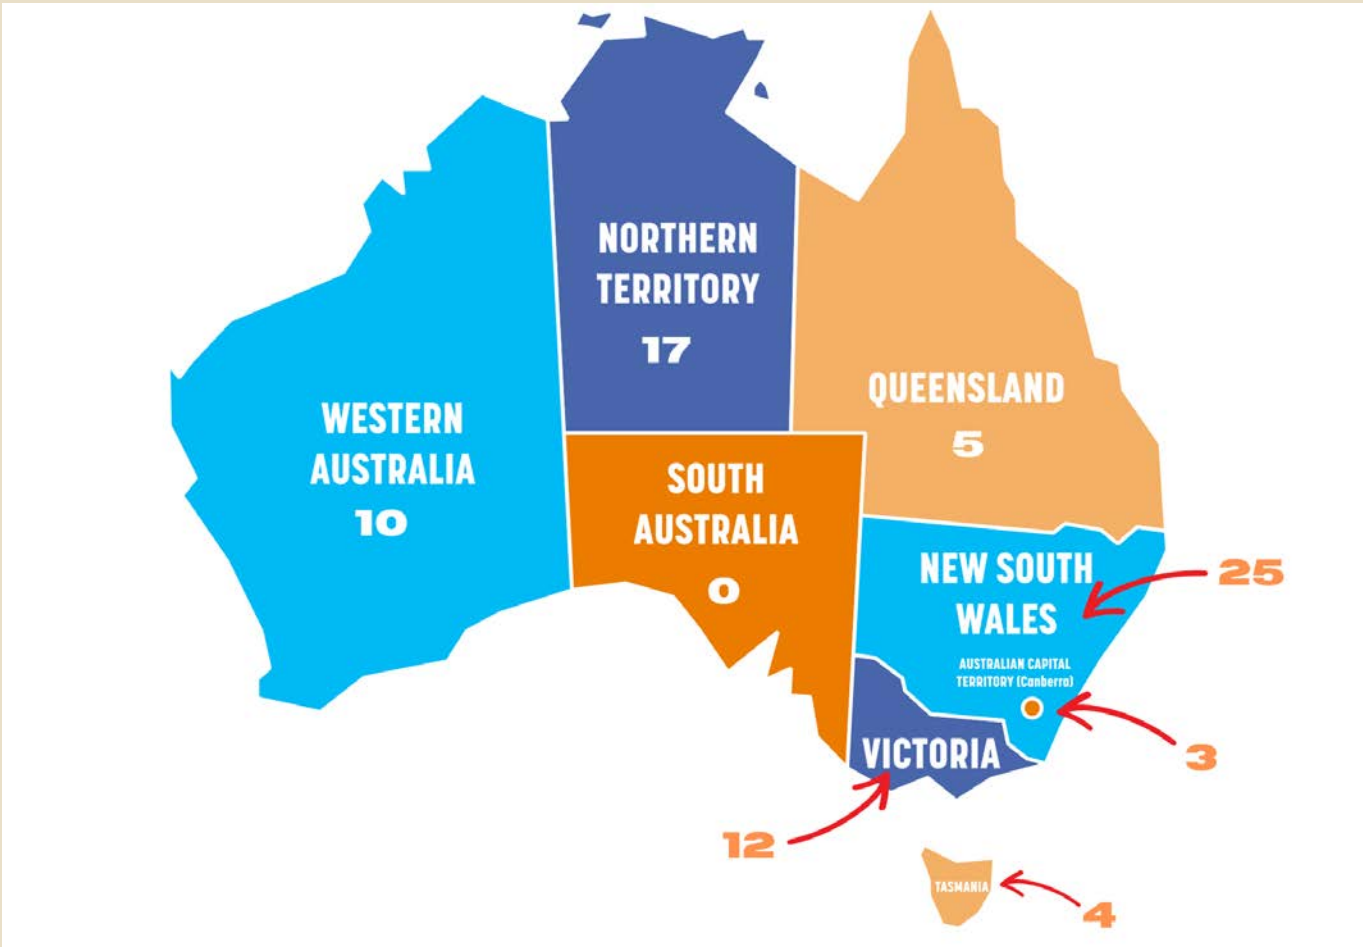 NORTHERN
TERRITORY
17
QUEENSLAND
5
WESTERN
AUSTRALIA
10
SOUTH
AUSTRALIA
0
NEW SOUTH
WALES
25
AUSTRALIAN CAPITAL
TERRITORY (Canberra)
3
VICTORIA
12
TASMANIA
4